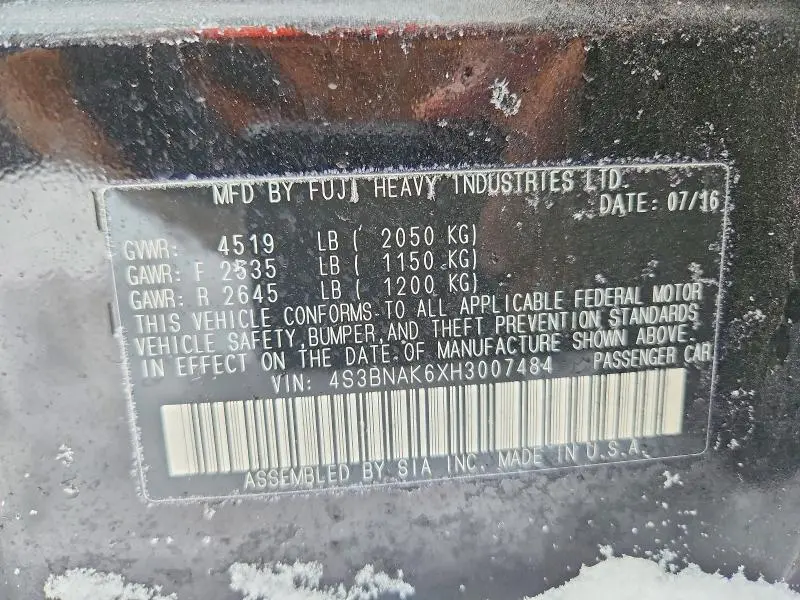 MFD BY FUJI HEAVY INDUSTRIES LTD.
DATE: 07/16
GVWR: 4519 LB ( 2050 KG)
GAWR: F 2535 LB ( 1150 KG)
GAWR: R 2645 LB ( 1200 KG)
THIS VEHICLE CONFORMS TO ALL APPLICABLE FEDERAL MOTOR
VEHICLE SAFETY,BUMPER,AND THEFT PREVENTION STANDARDS
IN EFFECT ON THE DATE OF MANUFACTURE SHOWN ABOVE.
VIN: 4S3BNAK6XH3007484 PASSENGER CAR
ASSEMBLED BY SIA INC. MADE IN U.S.A.